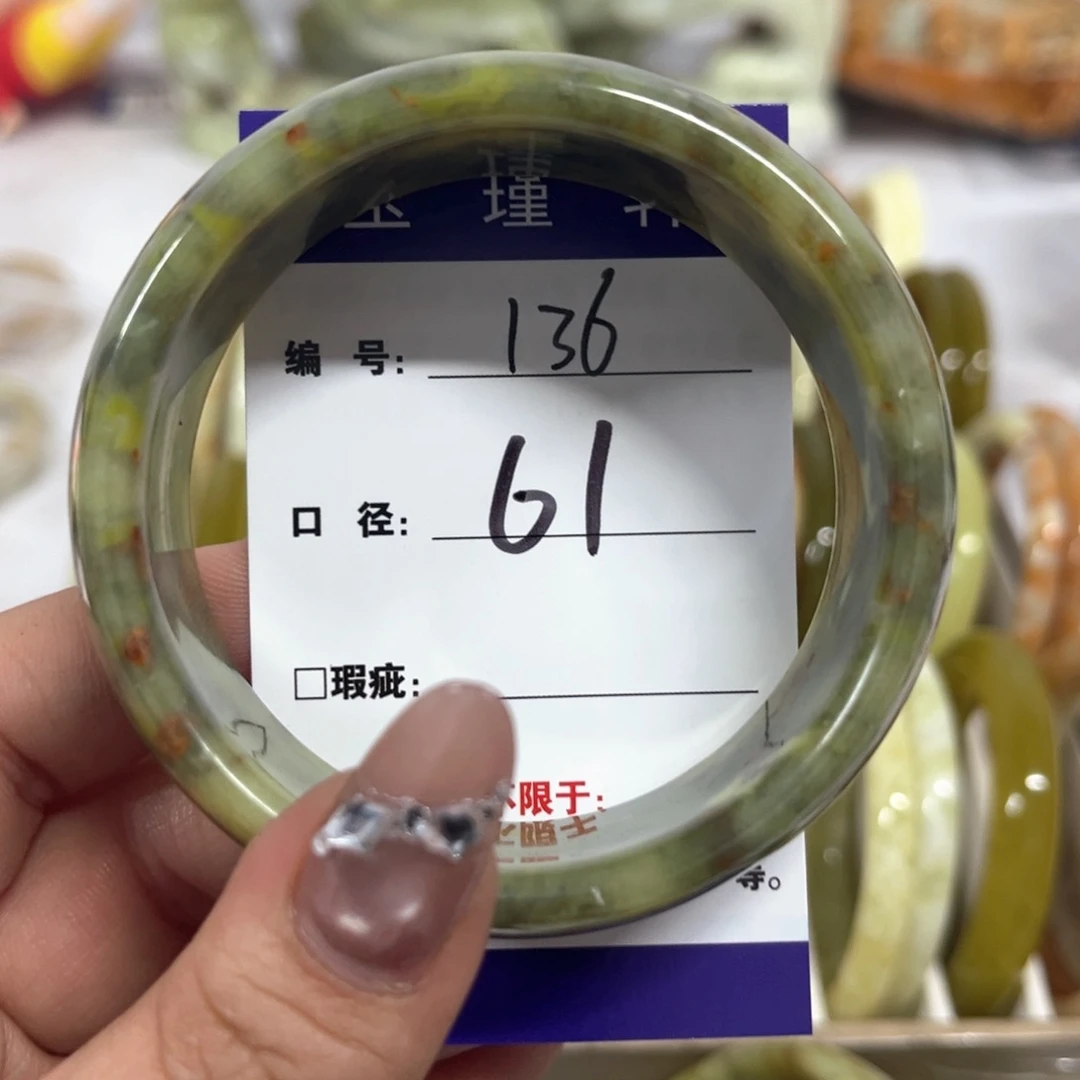 瑾
编 号: 136
口 径: 61
□瑕疵:
限于:
等。